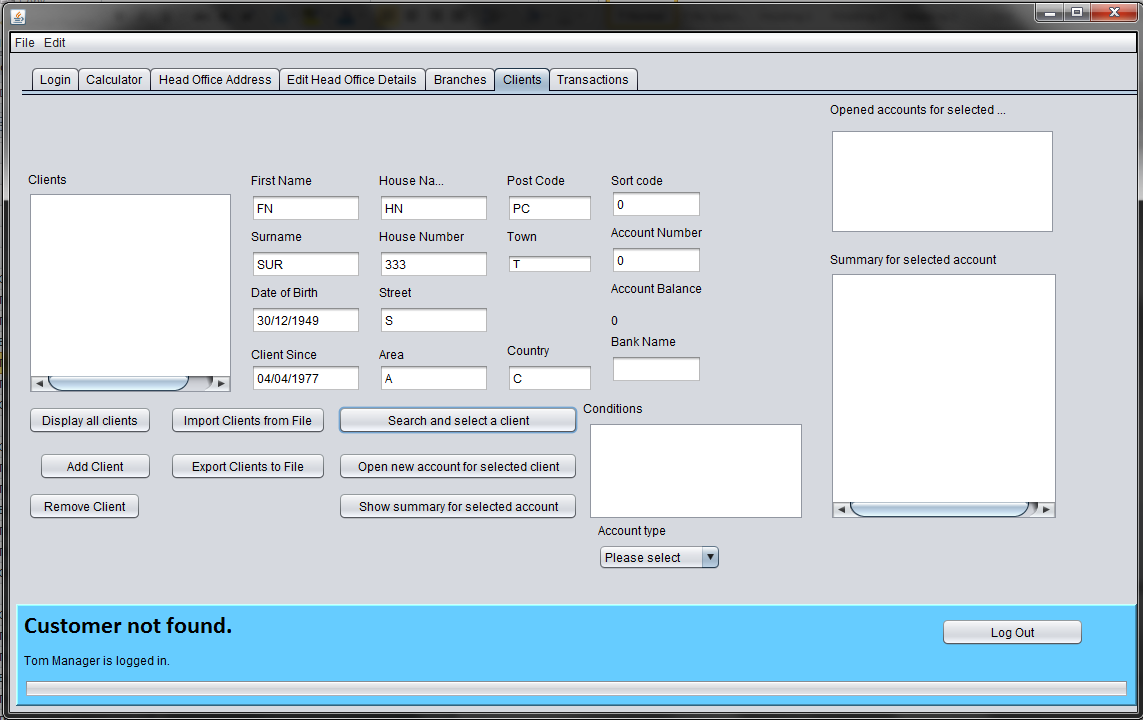 File Edit
Login Calculator Head Office Address Edit Head Office Details Branches Clients Transactions
Opened accounts for selected ...
Clients
First Name House Na... Post Code Sort code
FN HN PC 0
Surname House Number Town Account Number
SUR 333 T 0
Date of Birth Street Account Balance
30/12/1949 S 0
Client Since Area Country Bank Name
04/04/1977 A C
Summary for selected account
Display all clients Import Clients from File Search and select a client
Conditions
Add Client Export Clients to File Open new account for selected client
Remove Client Show summary for selected account
Account type
Please select
Customer not found.
Log Out
Tom Manager is logged in.